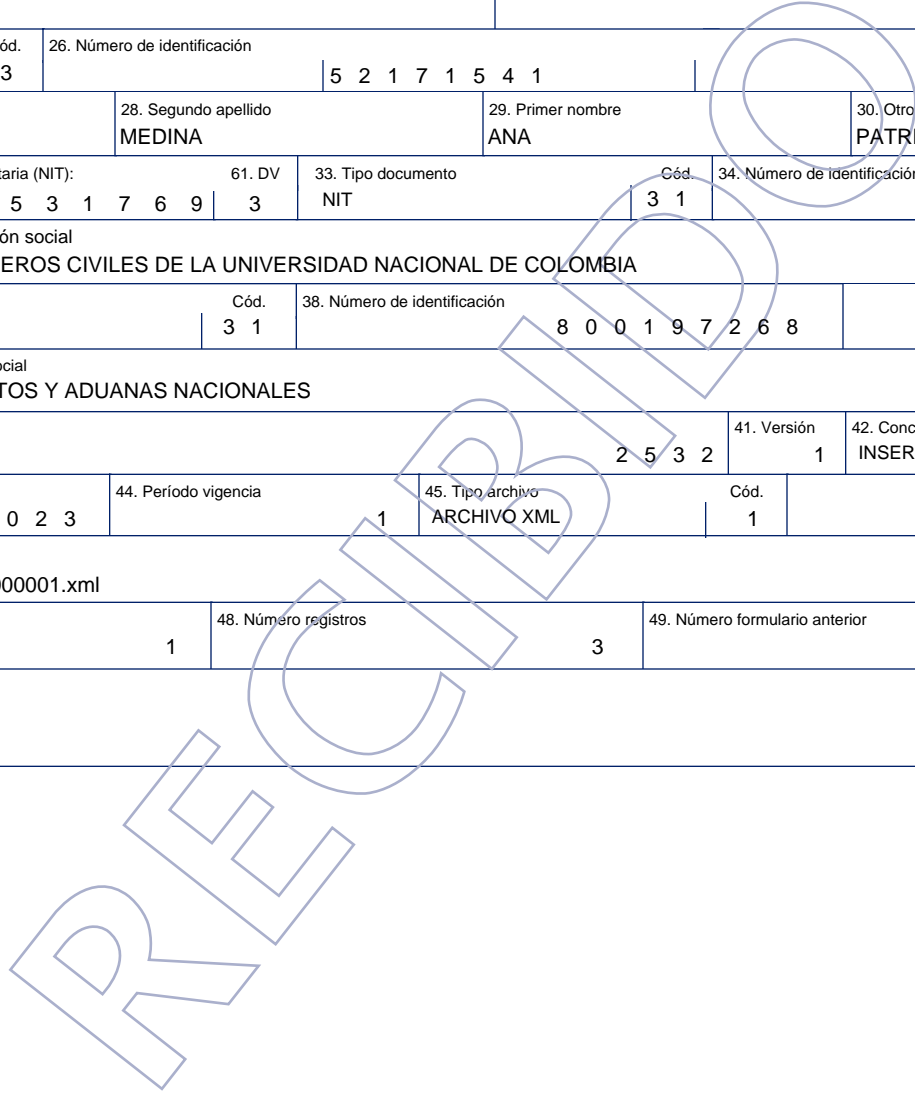 ód. 26. Número de identificación
3 5 2 1 7 1 5 4 1
28. Segundo apellido 29. Primer nombre 30. Otro
MEDINA ANA PATRI
taria (NIT): 61. DV 33. Tipo documento Cód. 34. Número de identificación
5 3 1 7 6 9 3 NIT 3 1
ón social
EROS CIVILES DE LA UNIVERSIDAD NACIONAL DE COLOMBIA
Cód. 38. Número de identificación
3 1 8 0 0 1 9 7 2 6 8
ocial
TOS Y ADUANAS NACIONALES
41. Versión 42. Conc
2 5 3 2 1 INSER
44. Período vigencia 45. Tipo archivo Cód.
0 2 3 1 ARCHIVO XML 1
000001.xml
48. Número registros 49. Número formulario anterior
1 3
RECIBIDO